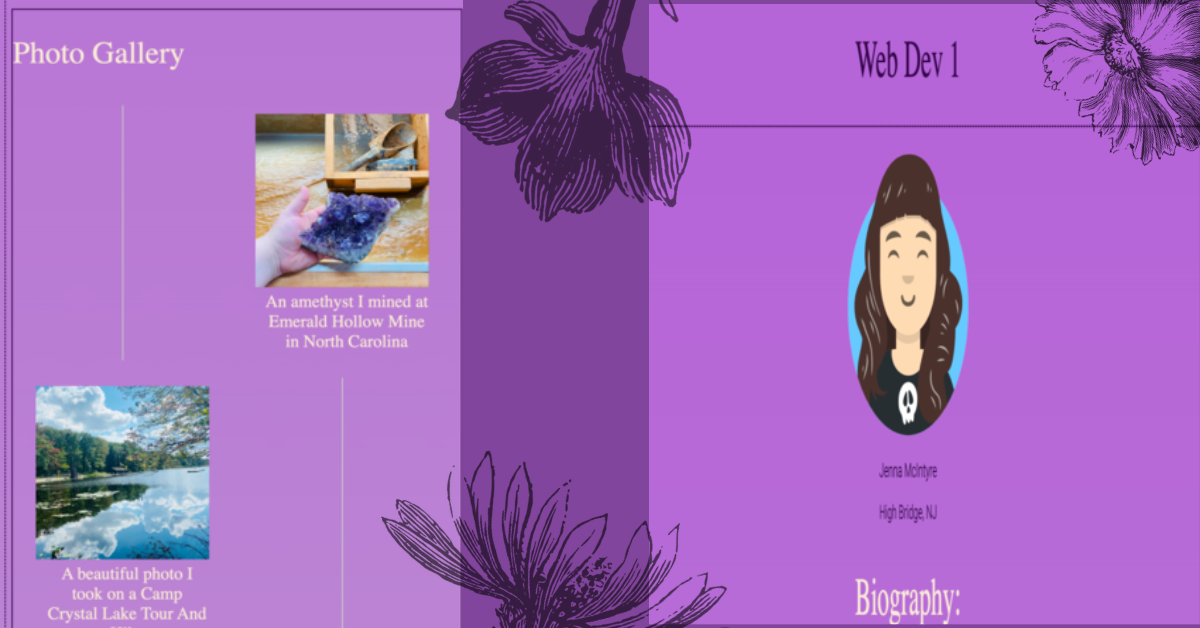 Photo Gallery
An amethyst I mined at
Emerald Hollow Mine
in North Carolina
A beautiful photo I
took on a Camp
Crystal Lake Tour And
Web Dev 1
Jenna McIntyre
High Bridge, NJ
Biography: